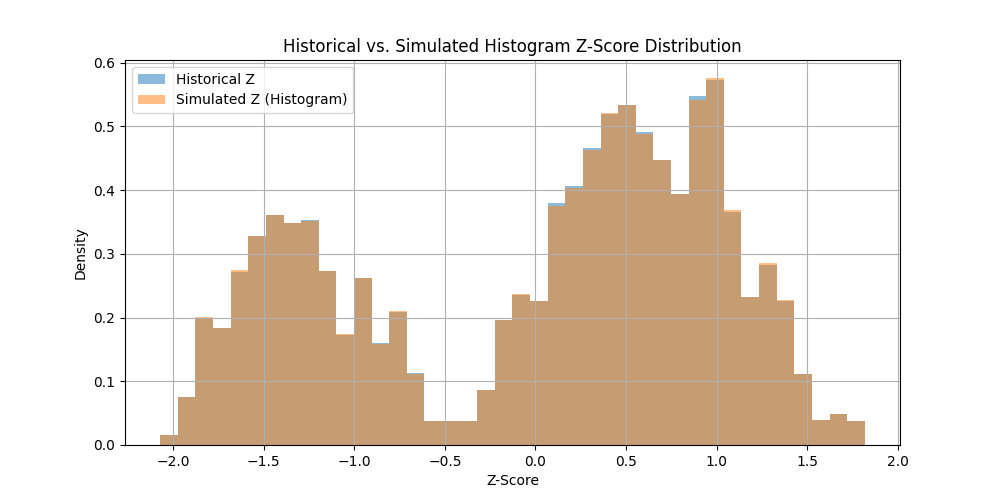 Historical vs. Simulated Histogram Z-Score Distribution
Historical Z
Simulated Z (Histogram)
Density
0.6
0.5
0.4
0.3
0.2
0.1
0.0
−2.0 −1.5 −1.0 −0.5 0.0 0.5 1.0 1.5 2.0
Z-Score